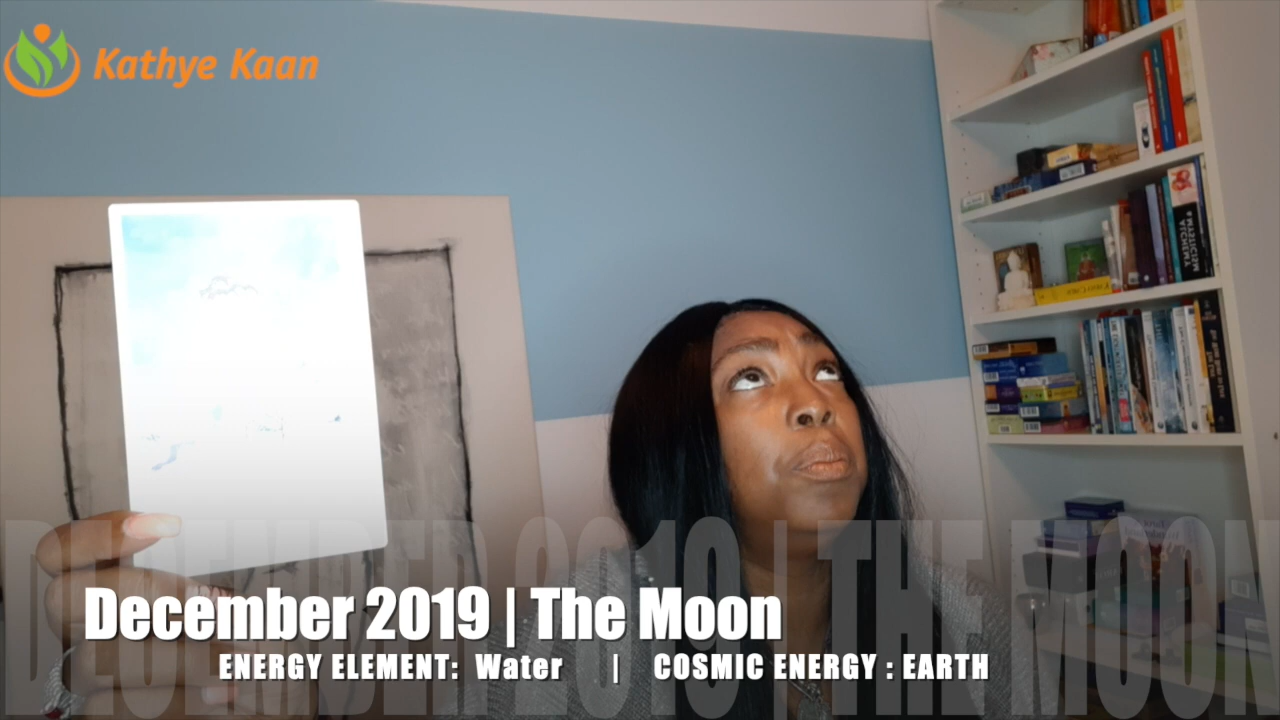 Kathye Kaan
December 2019 | The Moon
ENERGY ELEMENT: Water | COSMIC ENERGY : EARTH
DECEMBER 2019 | THE MOON